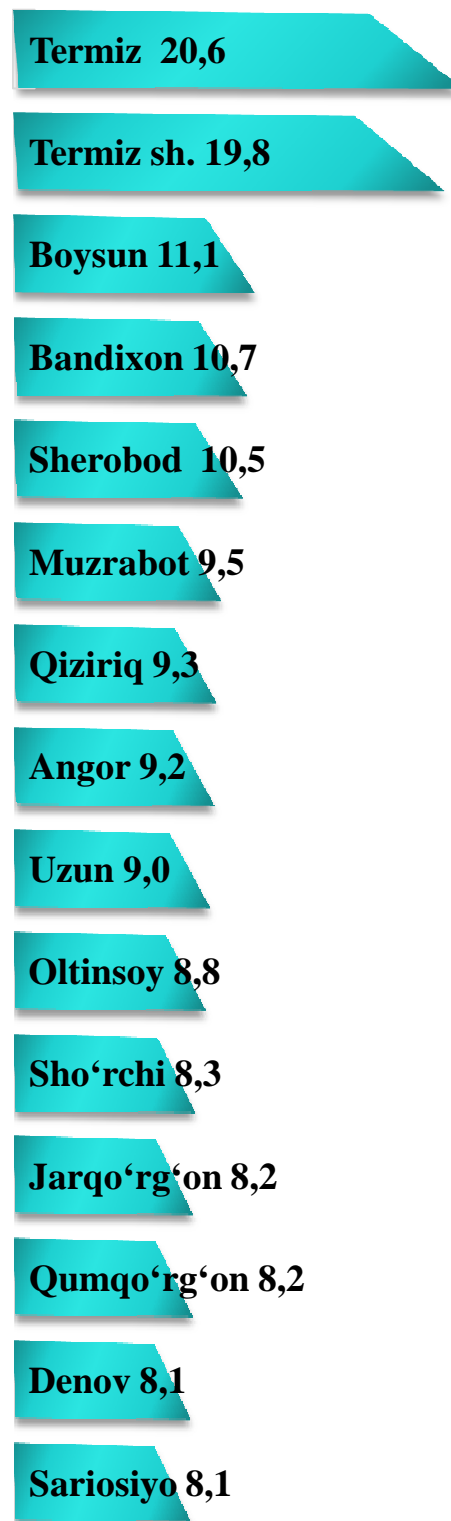 Termiz 20,6
Termiz sh. 19,8
Boysun 11,1
Bandixon 10,7
Sherobod 10,5
Muzrabot 9,5
Qiziriq 9,3
Angor 9,2
Uzun 9,0
Oltinsoy 8,8
Sho‘rchi 8,3
Jarqo‘rg‘on 8,2
Qumqo‘rg‘on 8,2
Denov 8,1
Sariosiyo 8,1